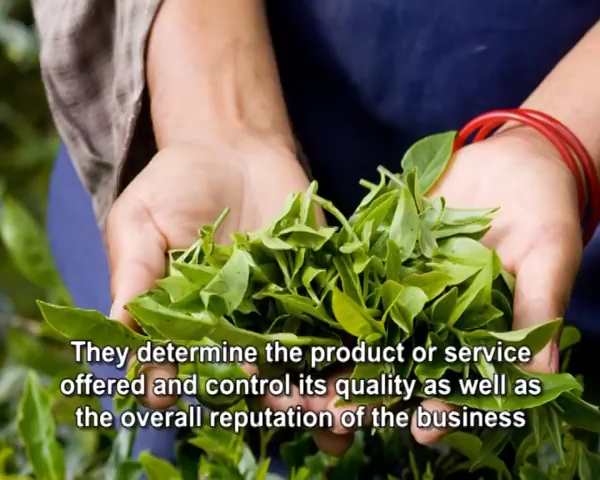 They determine the product or service
offered and control its quality as well as
the overall reputation of the business